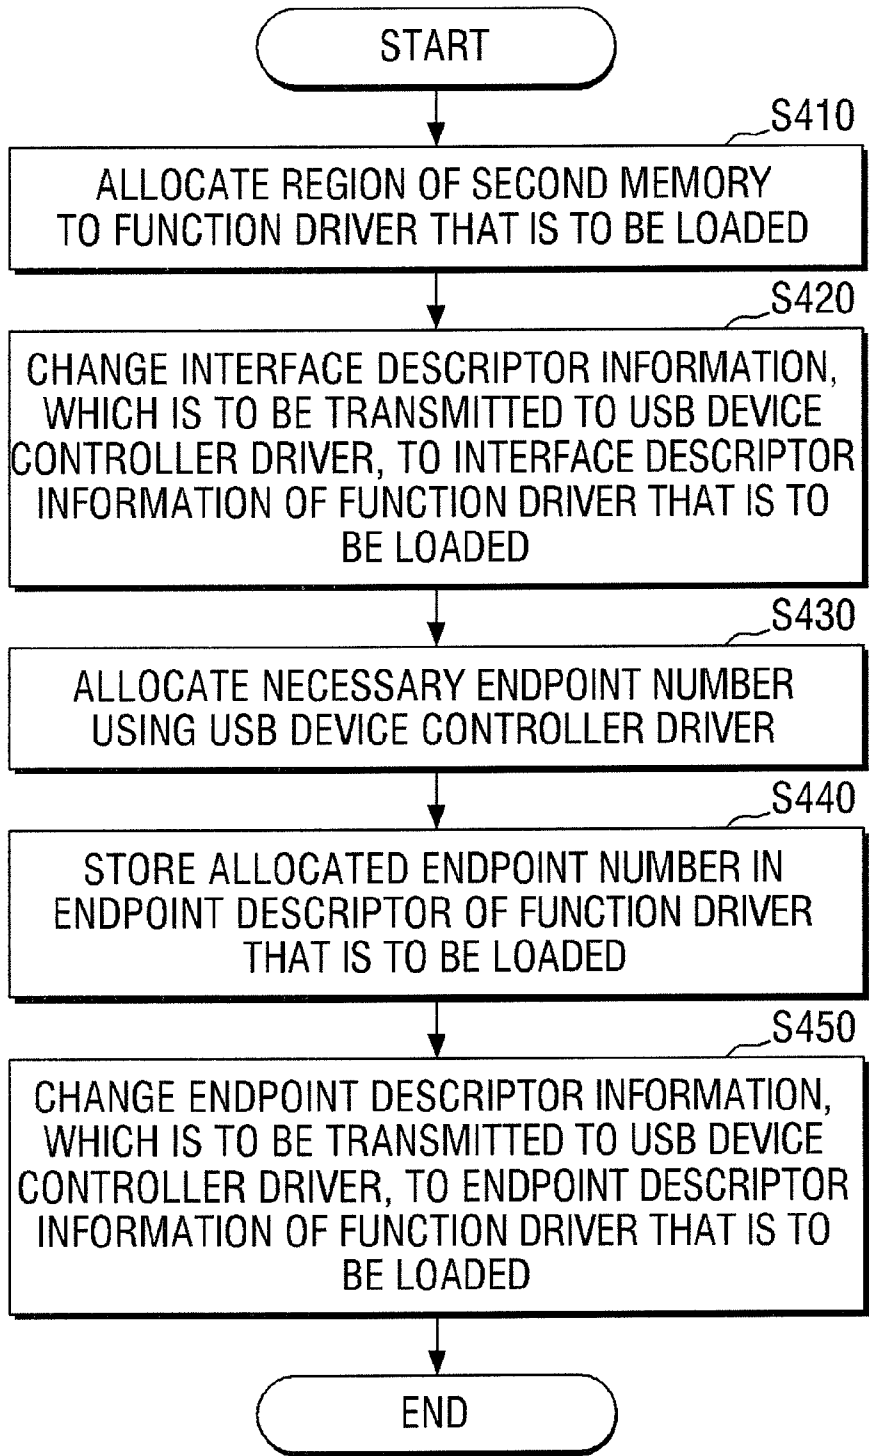 START
S410
ALLOCATE REGION OF SECOND MEMORY
TO FUNCTION DRIVER THAT IS TO BE LOADED
S420
CHANGE INTERFACE DESCRIPTOR INFORMATION,
WHICH IS TO BE TRANSMITTED TO USB DEVICE
CONTROLLER DRIVER, TO INTERFACE DESCRIPTOR
INFORMATION OF FUNCTION DRIVER THAT IS TO
BE LOADED
S430
ALLOCATE NECESSARY ENDPOINT NUMBER
USING USB DEVICE CONTROLLER DRIVER
S440
STORE ALLOCATED ENDPOINT NUMBER IN
ENDPOINT DESCRIPTOR OF FUNCTION DRIVER
THAT IS TO BE LOADED
S450
CHANGE ENDPOINT DESCRIPTOR INFORMATION,
WHICH IS TO BE TRANSMITTED TO USB DEVICE
CONTROLLER DRIVER, TO ENDPOINT DESCRIPTOR
INFORMATION OF FUNCTION DRIVER THAT IS TO
BE LOADED
END